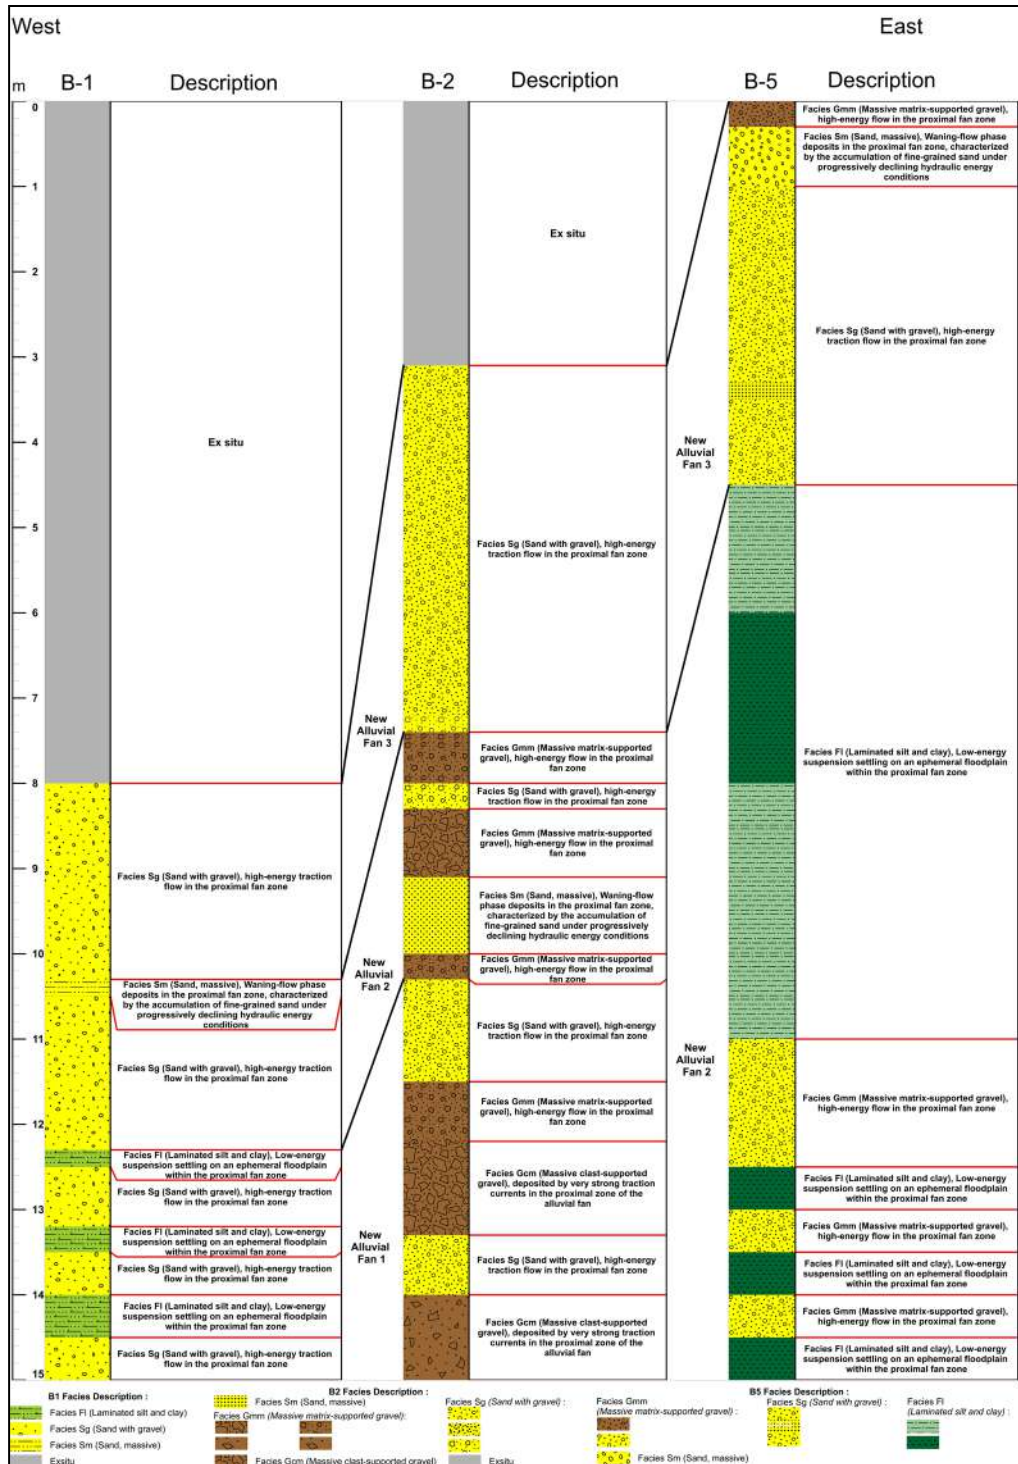 West
East
m
B-1
Description
B-2
Description
B-5
Description
0
1
2
3
4
5
6
7
8
9
10
11
12
13
14
15
Ex situ
Facies Sg (Sand with gravel), high-energy traction
flow in the proximal fan zone
Facies Sm (Sand, massive), Waning-flow phase
deposits in the proximal fan zone, characterized
by the accumulation of fine-grained sand under
progressively declining hydraulic energy
conditions
Facies Sg (Sand with gravel), high-energy traction
flow in the proximal fan zone
Facies Fl (Laminated silt and clay), Low-energy
suspension settling on an ephemeral floodplain
within the proximal fan zone
Facies Sg (Sand with gravel), high-energy traction
flow in the proximal fan zone
Facies Fl (Laminated silt and clay), Low-energy
suspension settling on an ephemeral floodplain
within the proximal fan zone
Facies Sg (Sand with gravel), high-energy traction
flow in the proximal fan zone
Facies Fl (Laminated silt and clay), Low-energy
suspension settling on an ephemeral floodplain
within the proximal fan zone
Facies Sg (Sand with gravel), high-energy traction
flow in the proximal fan zone
New
Alluvial
Fan 3
New
Alluvial
Fan 2
New
Alluvial
Fan 1
Ex situ
Facies Sg (Sand with gravel), high-energy
traction flow in the proximal fan zone
Facies Gmm (Massive matrix-supported
gravel), high-energy flow in the proximal
fan zone
Facies Sg (Sand with gravel), high-energy
traction flow in the proximal fan zone
Facies Gmm (Massive matrix-supported
gravel), high-energy flow in the proximal
fan zone
Facies Sm (Sand, massive), Waning-flow
phase deposits in the proximal fan zone,
characterized by the accumulation of
fine-grained sand under progressively
declining hydraulic energy conditions
Facies Gmm (Massive matrix-supported
gravel), high-energy flow in the proximal
fan zone
Facies Sg (Sand with gravel), high-energy
traction flow in the proximal fan zone
Facies Gmm (Massive matrix-supported
gravel), high-energy flow in the proximal
fan zone
Facies Gcm (Massive clast-supported
gravel), deposited by very strong traction
currents in the proximal zone of the
alluvial fan
Facies Sg (Sand with gravel), high-energy
traction flow in the proximal fan zone
Facies Gcm (Massive clast-supported
gravel), deposited by very strong traction
currents in the proximal zone of the
alluvial fan
New
Alluvial
Fan 3
New
Alluvial
Fan 2
Facies Gmm (Massive matrix-supported gravel),
high-energy flow in the proximal fan zone
Facies Sm (Sand, massive), Waning-flow phase
deposits in the proximal fan zone, characterized
by the accumulation of fine-grained sand under
progressively declining hydraulic energy
conditions
Facies Sg (Sand with gravel), high-energy
traction flow in the proximal fan zone
Facies Fl (Laminated silt and clay), Low-energy
suspension settling on an ephemeral floodplain
within the proximal fan zone
Facies Gmm (Massive matrix-supported gravel),
high-energy flow in the proximal fan zone
Facies Fl (Laminated silt and clay), Low-energy
suspension settling on an ephemeral floodplain
within the proximal fan zone
Facies Gmm (Massive matrix-supported gravel),
high-energy flow in the proximal fan zone
Facies Fl (Laminated silt and clay), Low-energy
suspension settling on an ephemeral floodplain
within the proximal fan zone
Facies Gmm (Massive matrix-supported gravel),
high-energy flow in the proximal fan zone
Facies Fl (Laminated silt and clay), Low-energy
suspension settling on an ephemeral floodplain
within the proximal fan zone
B1 Facies Description :
Facies Fl (Laminated silt and clay)
Facies Sg (Sand with gravel)
Facies Sm (Sand, massive)
Exsitu
B2 Facies Description :
Facies Sm (Sand, massive)
Facies Gmm (Massive matrix-supported gravel):
Facies Gcm (Massive clast-supported gravel)
Facies Sg (Sand with gravel) :
Exsitu
B5 Facies Description :
Facies Gmm
(Massive matrix-supported gravel) :
Facies Sm (Sand, massive)
Facies Sg (Sand with gravel) :
Facies Fl
(Laminated silt and clay) :